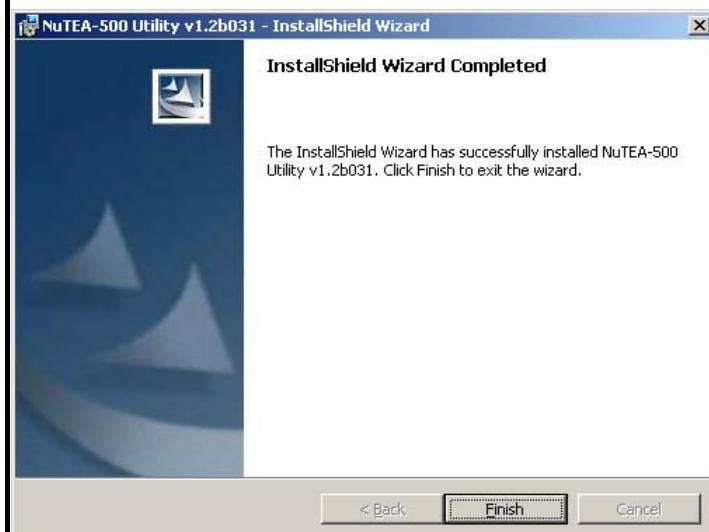 NuTEA-500 Utility v1.2b031 - InstallShield Wizard
InstallShield Wizard Completed
The InstallShield Wizard has successfully installed NuTEA-500
Utility v1.2b031. Click Finish to exit the wizard.
< Back Finish Cancel